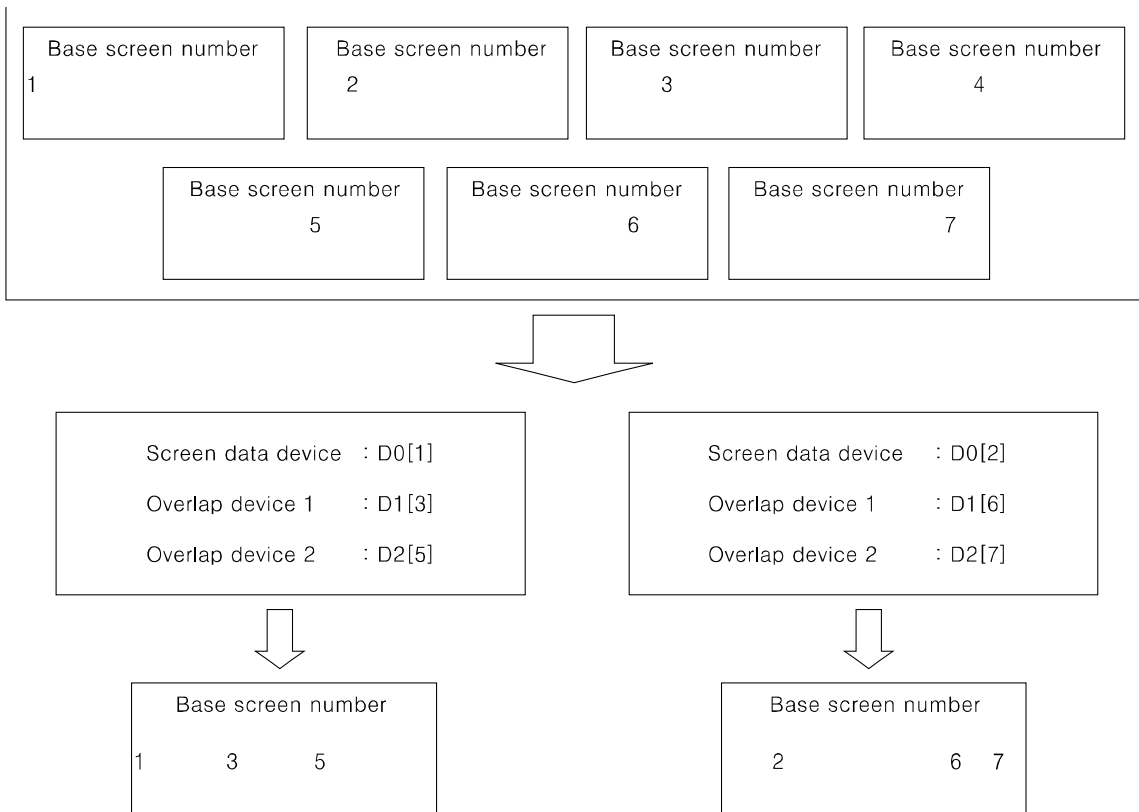 Base screen number Base screen number Base screen number Base screen number
1 2 3 4
Base screen number Base screen number Base screen number
5 6 7
Screen data device : D0[1]
Overlap device 1 : D1[3]
Overlap device 2 : D2[5]
Screen data device : D0[2]
Overlap device 1 : D1[6]
Overlap device 2 : D2[7]
Base screen number
1 3 5
Base screen number
2 6 7